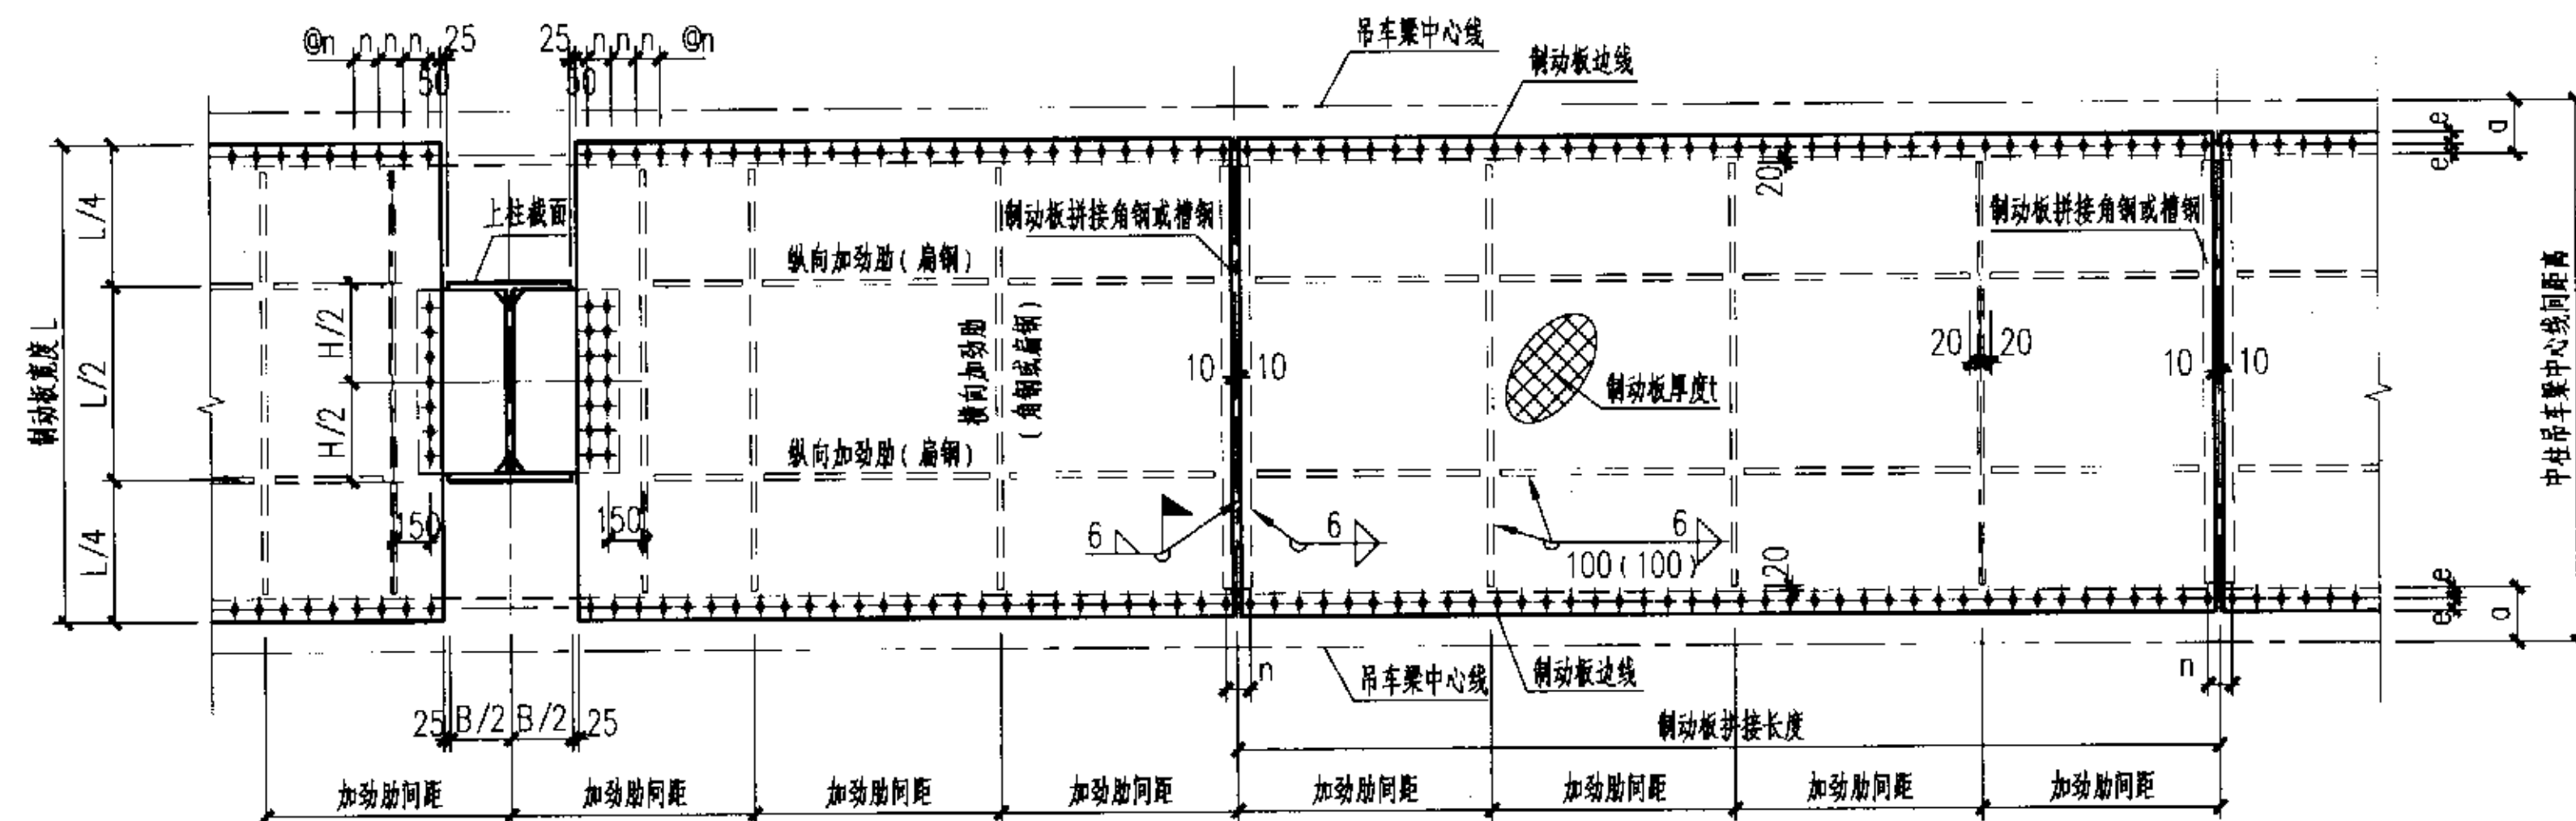 吊车梁中心线
@n n n n 25
25 n n n @n
制动板边线
50
50
e
a
e
20
L/4
上柱截面
制动板拼接角钢或槽钢
制动板拼接角钢或槽钢
纵向加劲肋(扁钢)
制动板宽度L
L/2
H/2
H/2
横向加劲肋
(角钢或扁钢)
10 10
制动板厚度t
20 20
10 10
中柱吊车梁中心线间距离
纵向加劲肋(扁钢)
L/4
150
150
6
6
6
100(100)
20
e
e
a
吊车梁中心线
制动板边线
n
n
25 B/2 B/2 25
制动板拼接长度
加劲肋间距 加劲肋间距 加劲肋间距 加劲肋间距 加劲肋间距 加劲肋间距 加劲肋间距 加劲肋间距